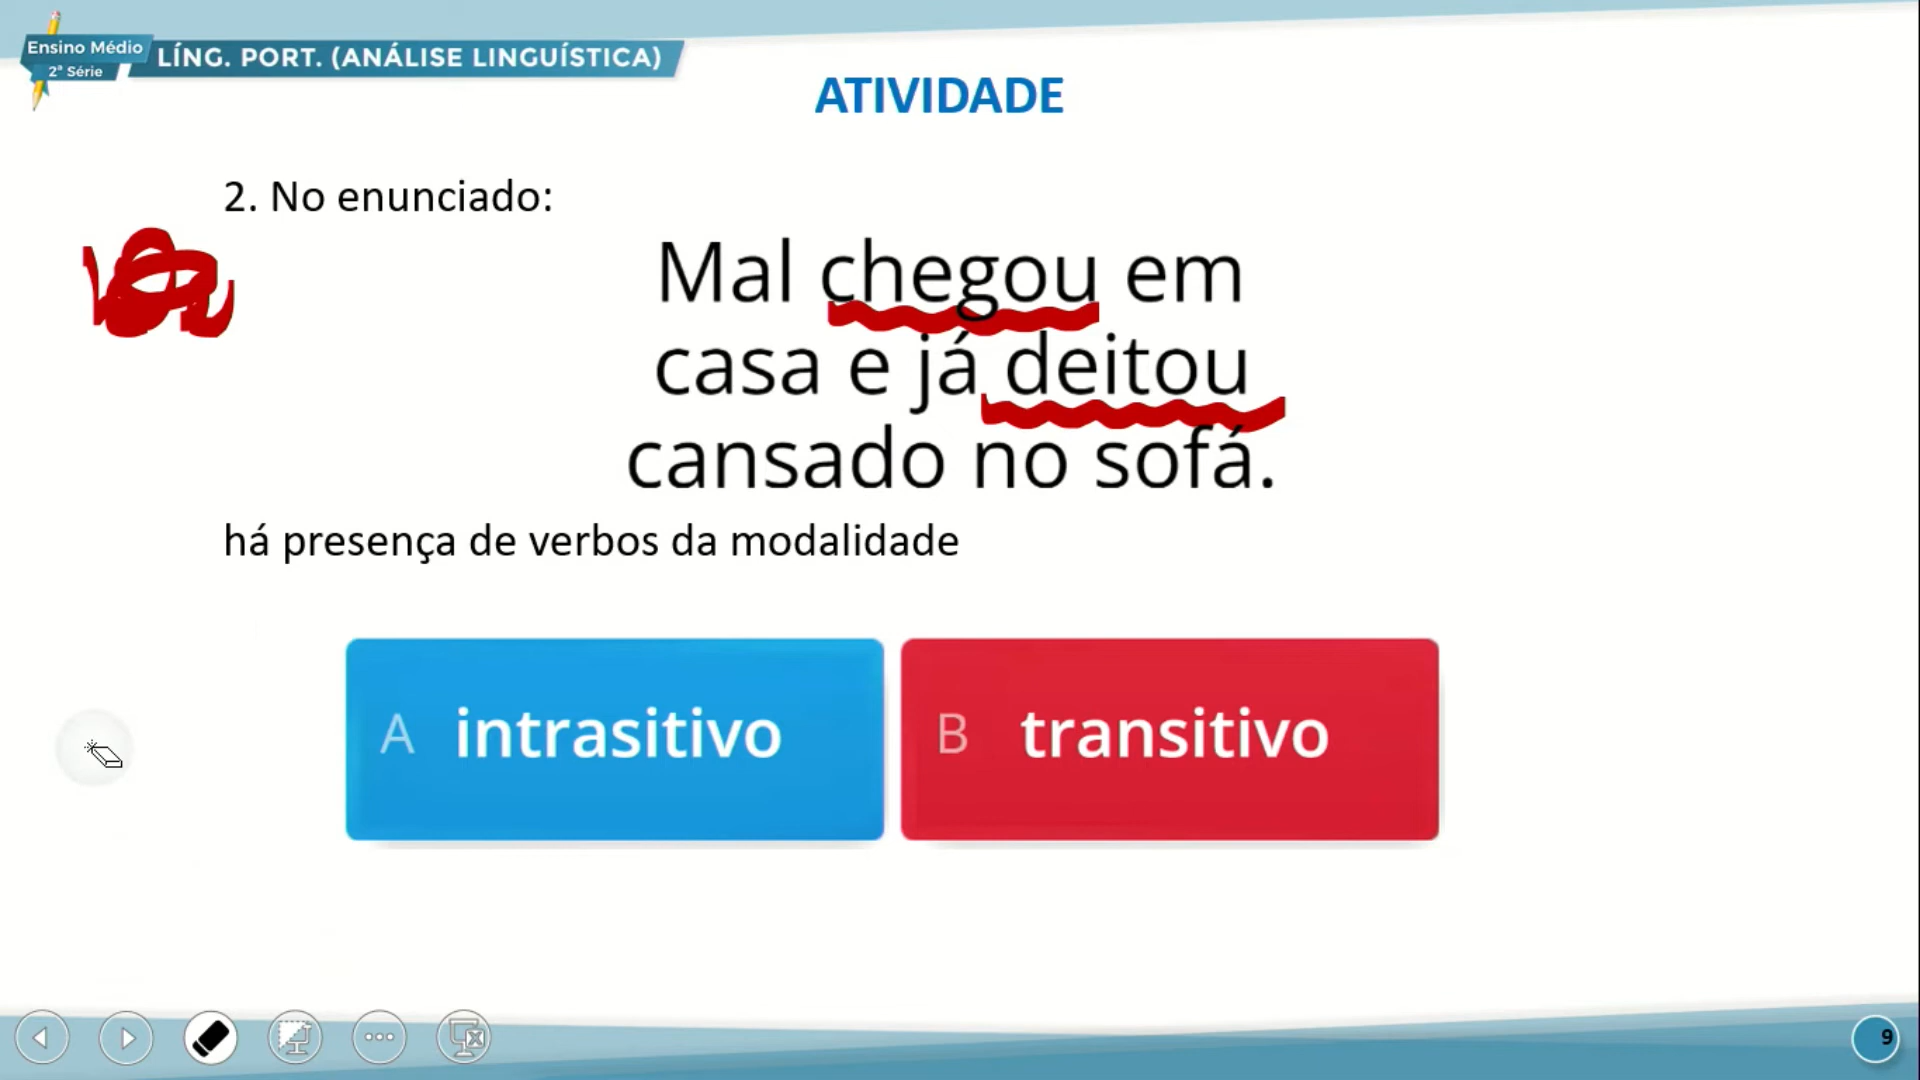 Ensino Médio
2ª Série
LÍNG. PORT. (ANÁLISE LINGUÍSTICA)
ATIVIDADE
2. No enunciado:
Mal chegou em
casa e já deitou
cansado no sofá.
há presença de verbos da modalidade
A intrasitivo
B transitivo
9